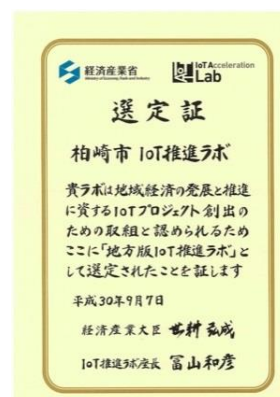 経済産業省
Ministry of Economy, Trade and Industry
IoT Acceleration
Lab
選定証
柏崎市 IoT推進ラボ
貴ラボは地域経済の発展と推進
に資するIoTプロジェクト創出の
ための取組と認められるため
ここに「地方版IoT推進ラボ」と
して選定されたことを証します
平成30年9月7日
経済産業大臣 世耕弘成
IoT推進ラボ座長 冨山和彦